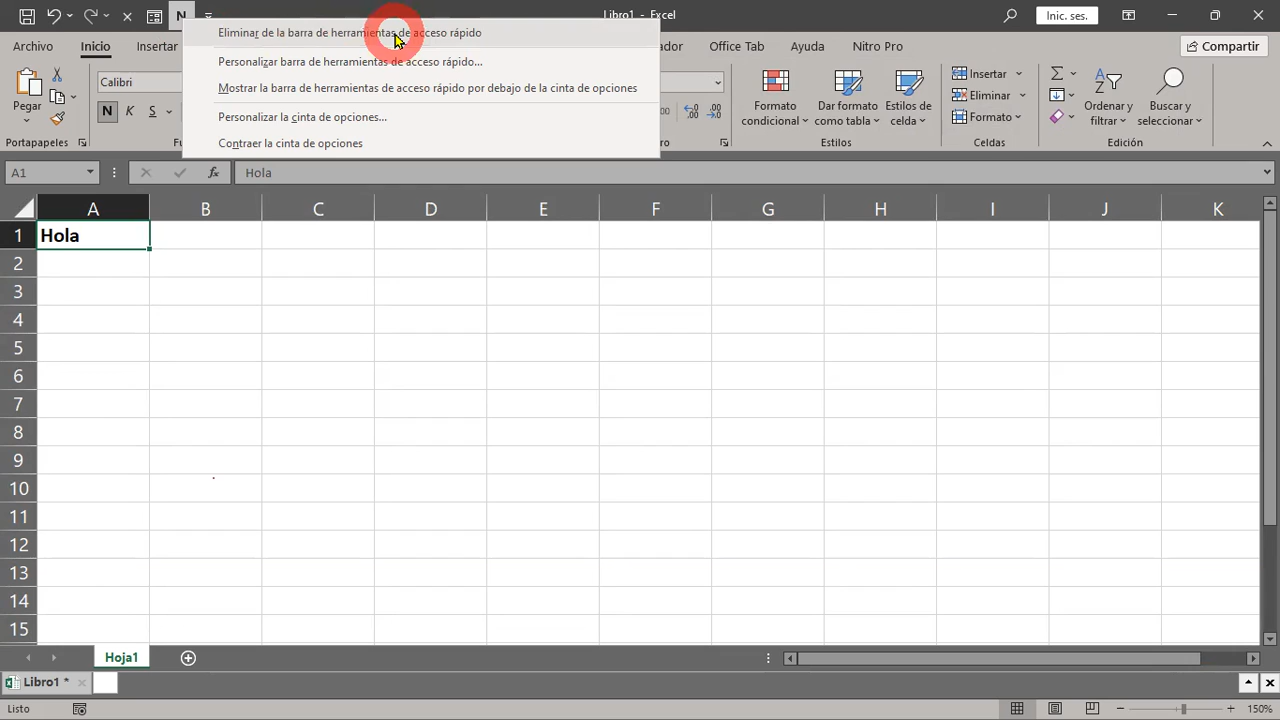 N
Libro1 - Excel
Inic. ses.
Archivo
Inicio
Insertar
Office Tab
Ayuda
Nitro Pro
Compartir
Eliminar de la barra de herramientas de acceso rápido
Personalizar barra de herramientas de acceso rápido...
Mostrar la barra de herramientas de acceso rápido por debajo de la cinta de opciones
Personalizar la cinta de opciones...
Contraer la cinta de opciones
Pegar
Calibri
N K S
Formato condicional
Dar formato como tabla
Estilos de celda
Insertar
Eliminar
Formato
Ordenar y filtrar
Buscar y seleccionar
Portapapeles
Estilos
Celdas
Edición
A1
fx
Hola
A B C D E F G H I J K
1 Hola
2
3
4
5
6
7
8
9
10
11
12
13
14
15
Hoja1
Libro1 *
Listo
150%